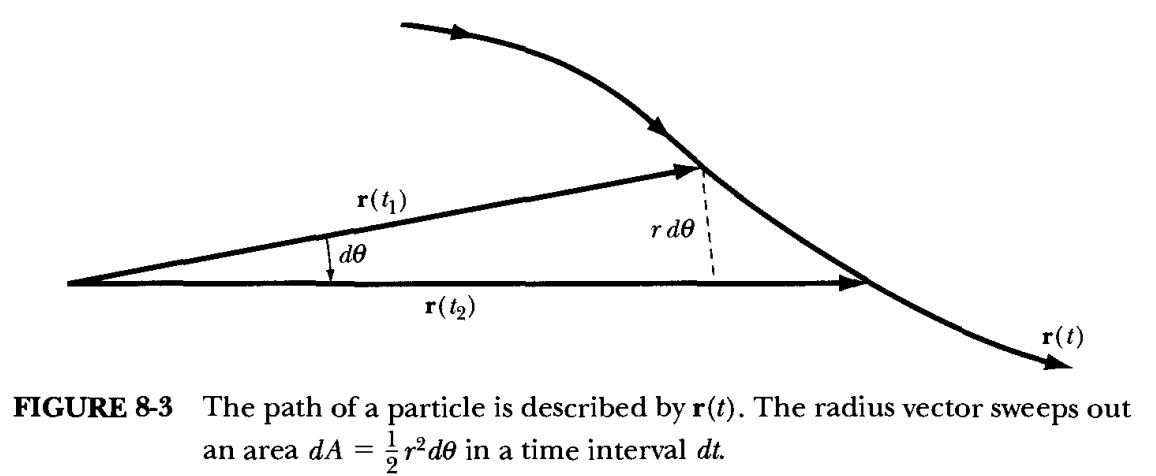 r(t₁)
r dθ
dθ
r(t₂)
r(t)
FIGURE 8-3 The path of a particle is described by r(t). The radius vector sweeps out
an area dA = ½r²dθ in a time interval dt.